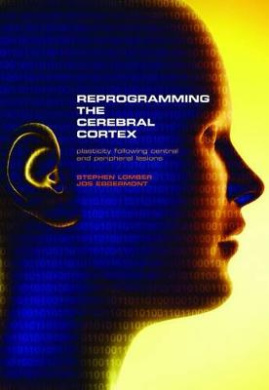 REPROGRAMMING
THE
CEREBRAL
CORTEX
plasticity following central
and peripheral lesions
STEPHEN LOMBER
JOS EGGERMONT